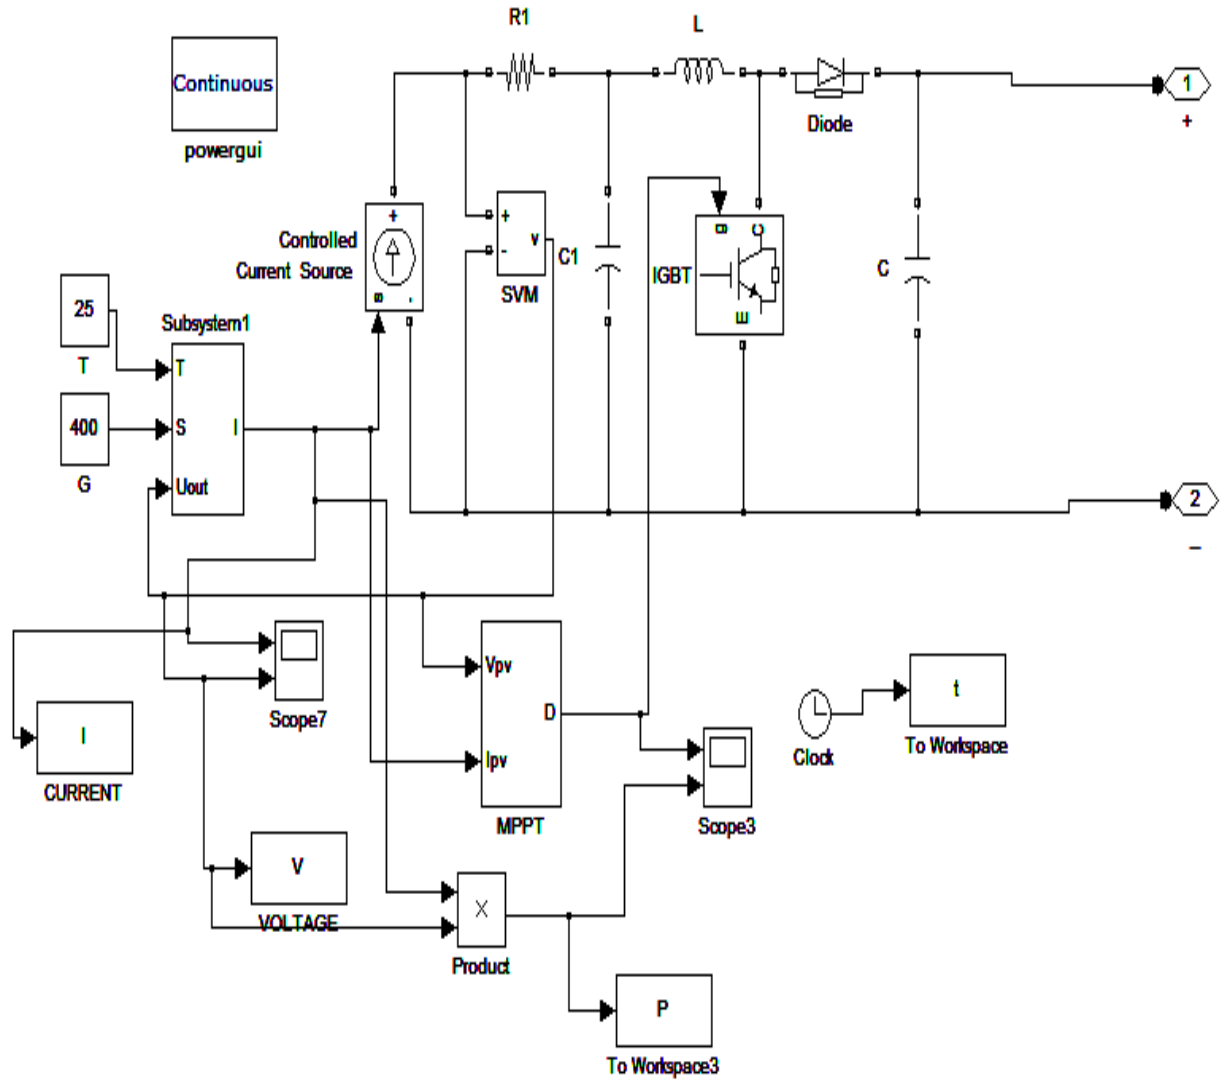 R1
L
Continuous
powergui
Diode
1
+
Controlled
Current Source
+
s
-
+
-
v
SVM
C1
g
C
E
IGBT
C
25
T
Subsystem1
T
S
Uout
I
400
G
2
–
Scope7
Vpv
Ipv
D
MPPT
I
CURRENT
Clock
t
To Workspace
Scope3
V
VOLTAGE
X
Product
P
To Workspace3